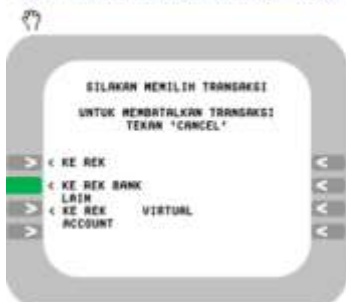 SILAKAN MEMILIH TRANSAKSI
UNTUK MEMBATALKAN TRANSAKSI
TEKAN "CANCEL"
< KE REK
< KE REK BANK
LAIN
< KE REK VIRTUAL
ACCOUNT